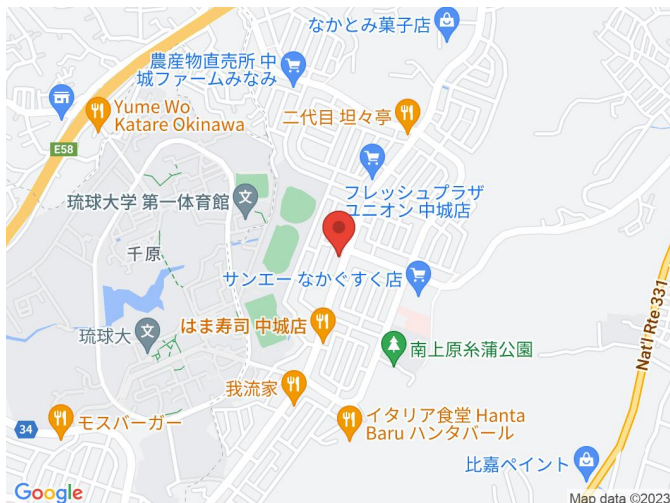 なかとみ菓子店
農産物直売所 中
城ファームみなみ
Yume Wo
Katare Okinawa
二代目 坦々亭
E58
フレッシュプラザ
ユニオン 中城店
琉球大学 第一体育館
千原
サンエー なかぐすく店
Nat'l Rte 331
はま寿司 中城店
琉球大
南上原糸蒲公園
我流家
モスバーガー
34
イタリア食堂 Hanta
Baru ハンタバール
比嘉ペイント
Google
Map data ©2023